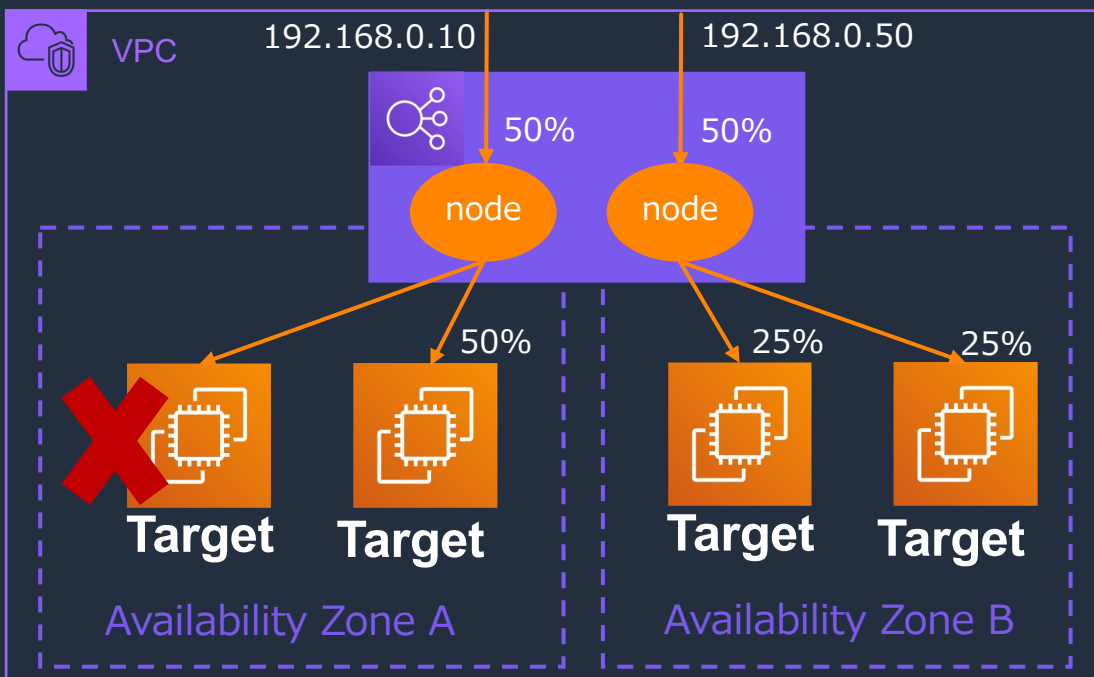 VPC
192.168.0.10
192.168.0.50
50%
50%
node
node
50%
25%
25%
Target
Target
Target
Target
Availability Zone A
Availability Zone B